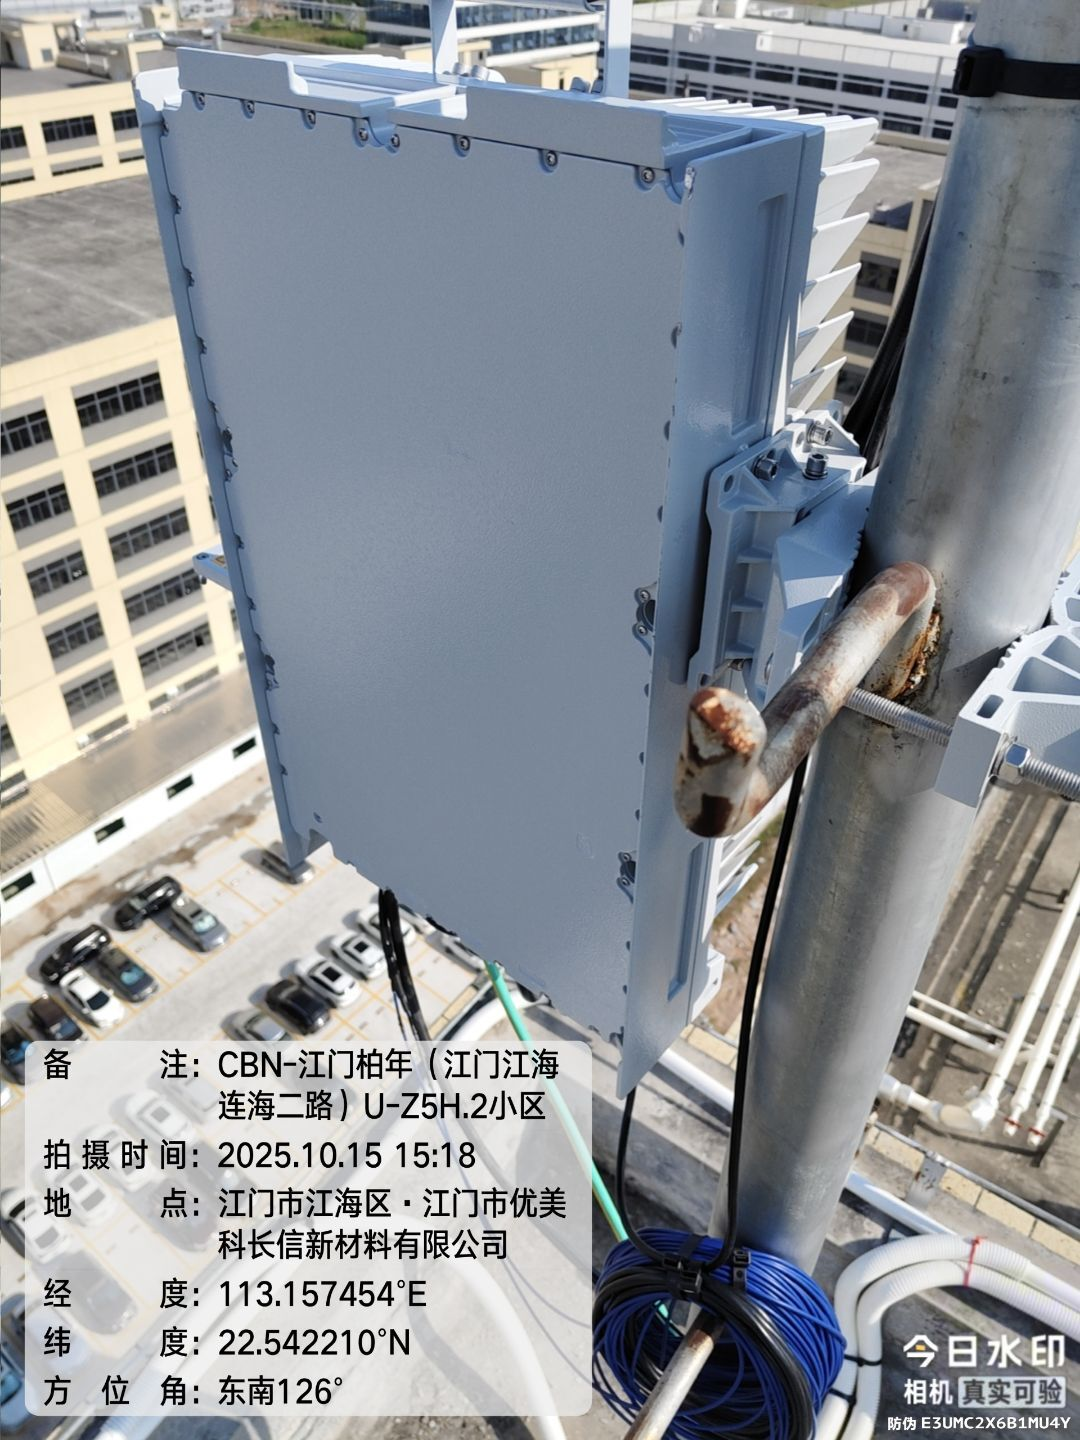 备注：CBN-江门柏年（江门江海
连海二路）U-Z5H.2小区
拍摄时间：2025.10.15 15:18
地点：江门市江海区·江门市优美
科长信新材料有限公司
经度：113.157454°E
纬度：22.542210°N
方位角：东南126°
今日水印
相机 真实可验
防伪 E3UMC2X6B1MU4Y